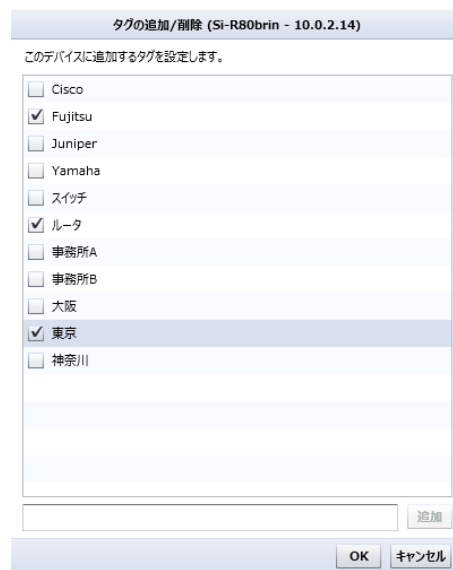 タグの追加/削除 (Si-R80brin - 10.0.2.14)
このデバイスに追加するタグを設定します。
Cisco
Fujitsu
Juniper
Yamaha
スイッチ
ルータ
事務所A
事務所B
大阪
東京
神奈川
追加
OK キャンセル